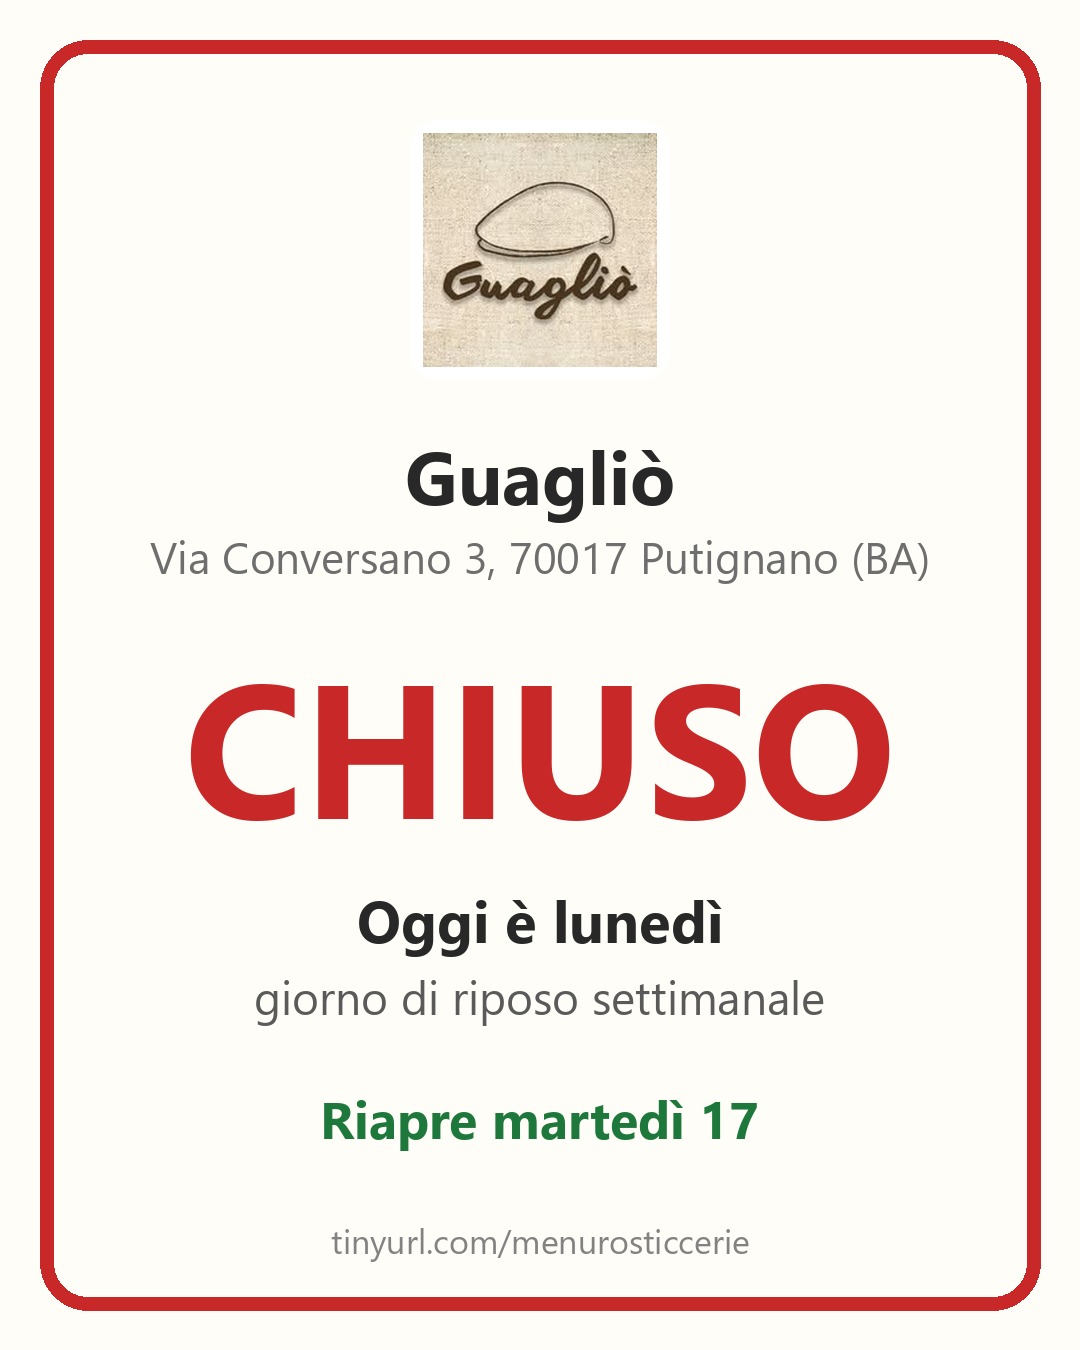 Guagliò
Guagliò
Via Conversano 3, 70017 Putignano (BA)
CHIUSO
Oggi è lunedì
giorno di riposo settimanale
Riapre martedì 17
tinyurl.com/menurosticcerie